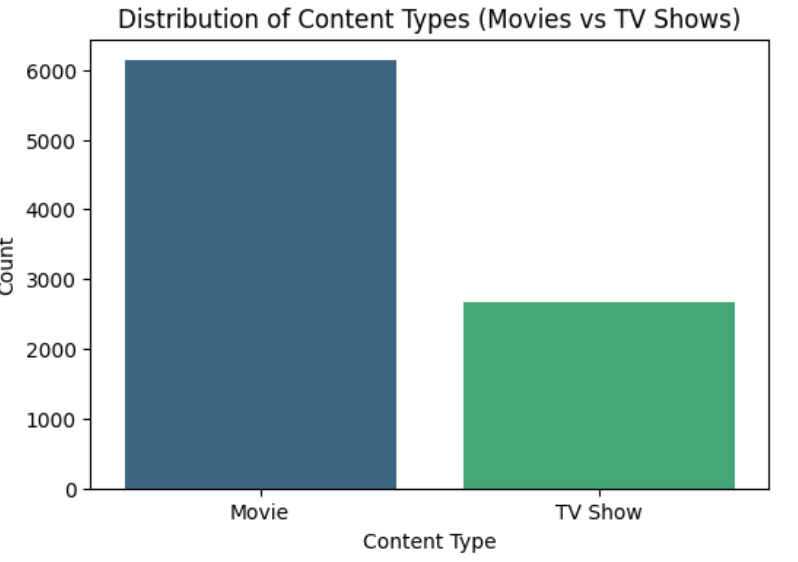 Distribution of Content Types (Movies vs TV Shows)
6000
5000
4000
3000
2000
1000
0
Count
Movie
TV Show
Content Type